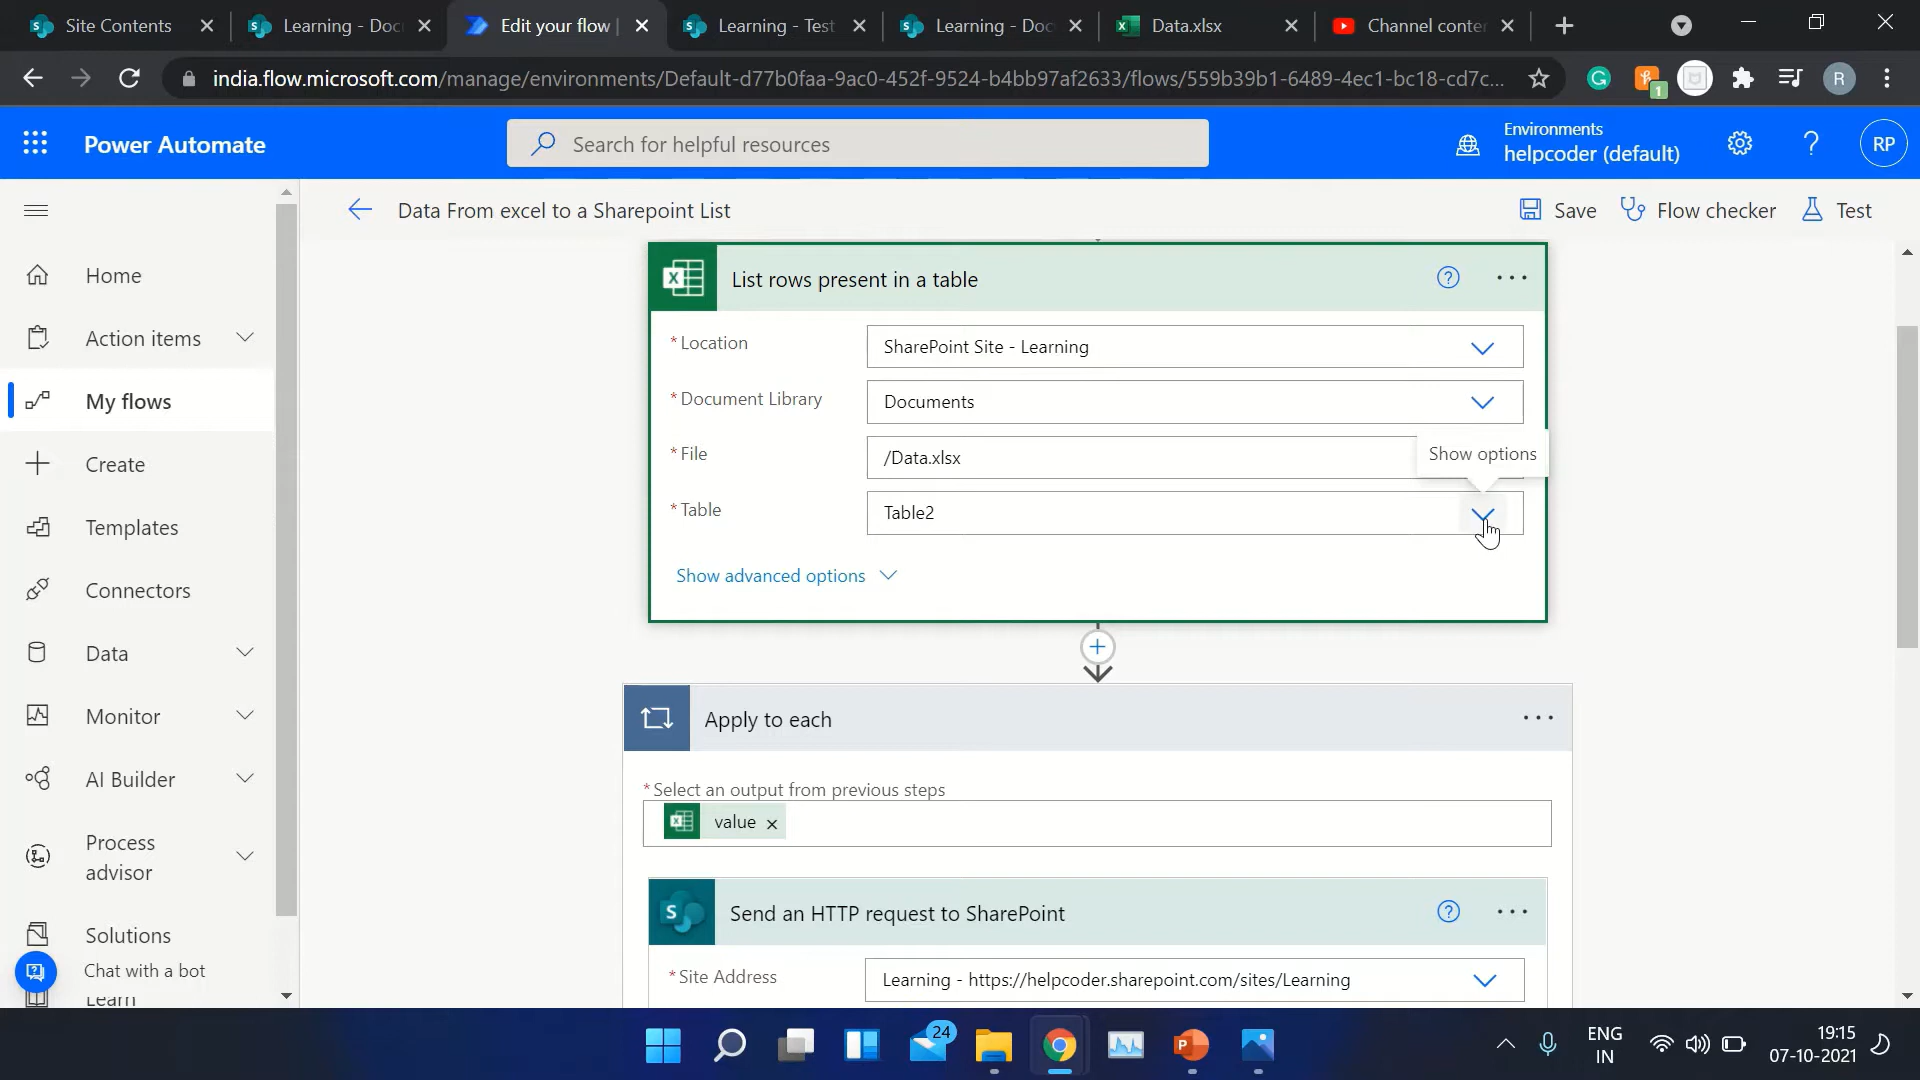 Site Contents
Learning - Doc
Edit your flow
Learning - Test
Learning - Doc
Data.xlsx
Channel conte
india.flow.microsoft.com/manage/environments/Default-d77b0faa-9ac0-452f-9524-b4bb97af2633/flows/559b39b1-6489-4ec1-bc18-cd7c...
1
R
Power Automate
Search for helpful resources
Environments
helpcoder (default)
RP
Data From excel to a Sharepoint List
Save
Flow checker
Test
Home
Action items
My flows
Create
Templates
Connectors
Data
Monitor
AI Builder
Process
advisor
Solutions
Chat with a bot
Learn
List rows present in a table
* Location
SharePoint Site - Learning
* Document Library
Documents
* File
/Data.xlsx
Show options
* Table
Table2
Show advanced options
Apply to each
* Select an output from previous steps
value
Send an HTTP request to SharePoint
* Site Address
Learning - https://helpcoder.sharepoint.com/sites/Learning
24
ENG
IN
19:15
07-10-2021